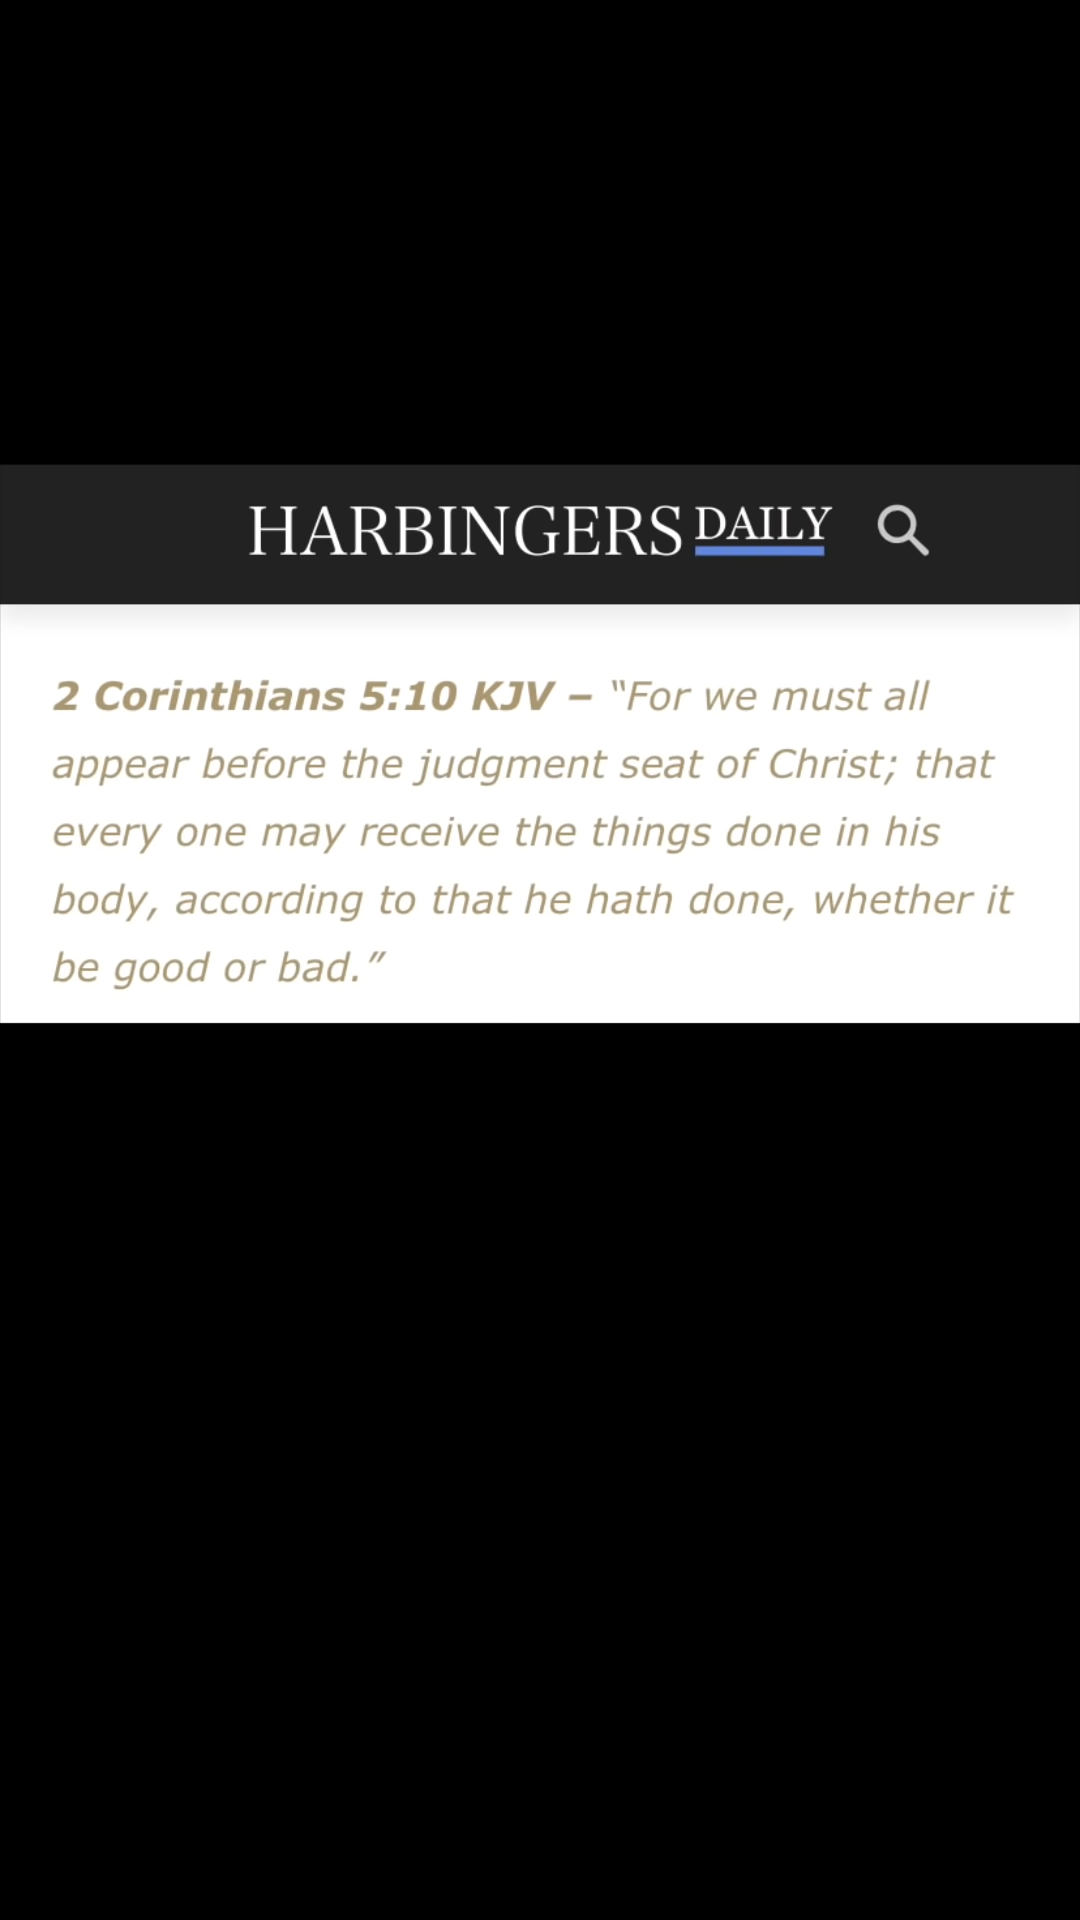 HARBINGERS DAILY
2 Corinthians 5:10 KJV – “For we must all
appear before the judgment seat of Christ; that
every one may receive the things done in his
body, according to that he hath done, whether it
be good or bad.”